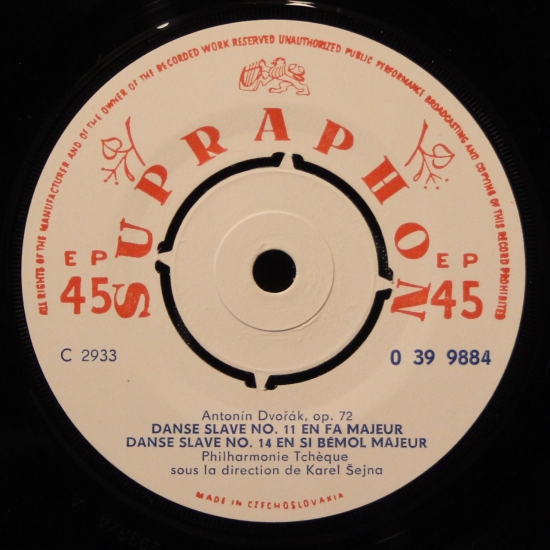 ALL RIGHTS OF THE MANUFACTURER AND OF THE OWNER OF THE RECORDED WORK RESERVED UNAUTHORIZED PUBLIC PERFORMANCE BROADCASTING AND COPYING OF THIS RECORD PROHIBITED
SUPRAPHON
EP
45
EP
45
C 2933
0 39 9884
Antonín Dvořák, op. 72
DANSE SLAVE NO. 11 EN FA MAJEUR
DANSE SLAVE NO. 14 EN SI BÉMOL MAJEUR
Philharmonie Tchèque
sous la direction de Karel Šejna
MADE IN CZECHOSLOVAKIA